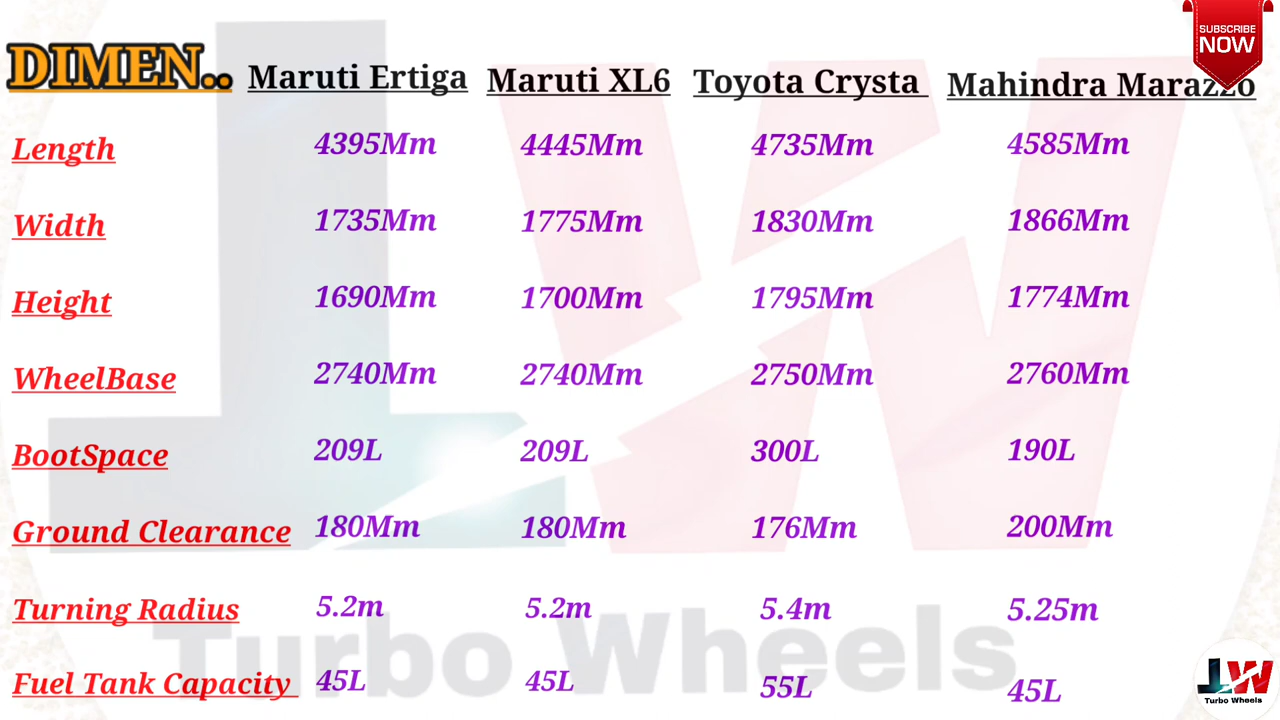 SUBSCRIBE
NOW
DIMEN.. Maruti Ertiga Maruti XL6 Toyota Crysta Mahindra Marazzo
Length 4395Mm 4445Mm 4735Mm 4585Mm
Width 1735Mm 1775Mm 1830Mm 1866Mm
Height 1690Mm 1700Mm 1795Mm 1774Mm
WheelBase 2740Mm 2740Mm 2750Mm 2760Mm
BootSpace 209L 209L 300L 190L
Ground Clearance 180Mm 180Mm 176Mm 200Mm
Turning Radius 5.2m 5.2m 5.4m 5.25m
Turbo Wheels
Fuel Tank Capacity 45L 45L 55L 45L
TW
Turbo Wheels